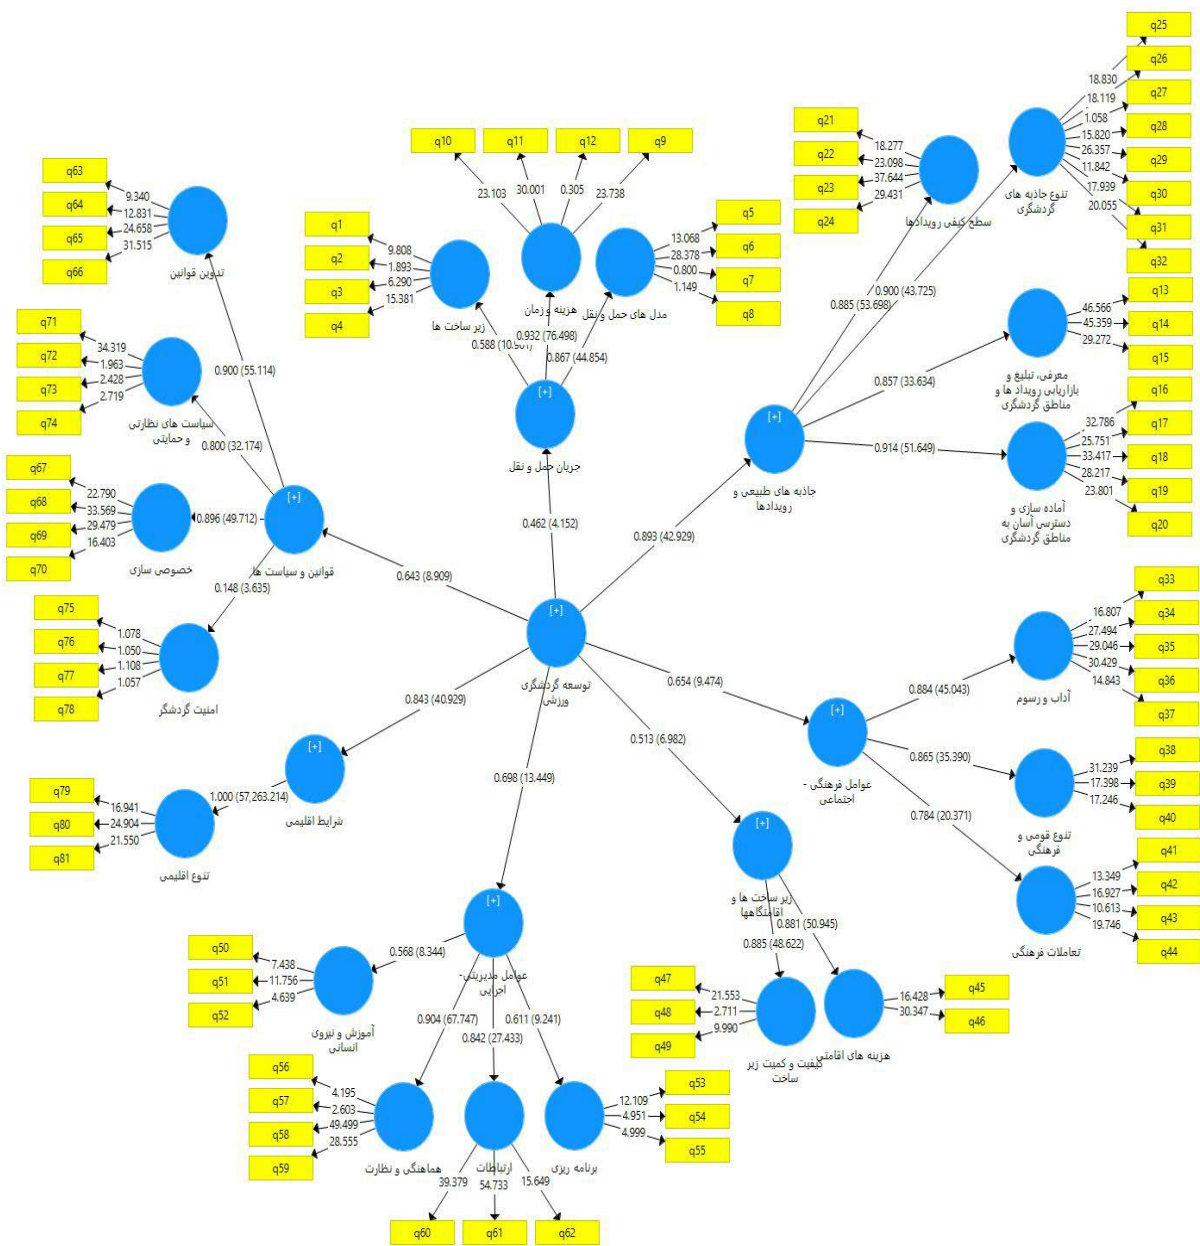 q25
q26
q27
q28
q29
q30
q31
q32
18.830
18.119
1.058
15.820
26.357
11.842
17.939
20.055
تنوع جاذبه های
گردشگری
q21
q22
q23
q24
18.277
23.098
37.644
29.431
سطح کیفی رویدادها
q10
q11
q12
q9
23.103
30.001
0.305
23.738
هزینه و زمان
q1
q2
q3
q4
9.808
1.893
6.290
15.381
زیر ساخت ها
q5
q6
q7
q8
13.068
28.378
0.800
1.149
مدل های حمل و نقل
0.932 (76.498)
0.867 (44.854)
[+]
جریان حمل و نقل
q63
q64
q65
q66
9.340
12.831
24.658
31.515
تدوین قوانین
q71
q72
q73
q74
34.319
1.963
2.428
2.719
سیاست های نظارتی
و حمایتی
q67
q68
q69
q70
22.790
33.569
29.479
16.403
خصوصی سازی
q75
q76
q77
q78
1.078
1.050
1.108
1.057
امنیت گردشگر
0.900 (55.114)
0.800 (32.174)
0.896 (49.712)
0.148 (3.635)
[+]
قوانین و سیاست ها
0.885 (53.698)
0.900 (43.725)
0.857 (33.634)
0.914 (51.649)
[+]
جاذبه های طبیعی و
رویدادها
q13
q14
q15
46.566
45.359
29.272
معرفی، تبلیغ و
بازاریابی رویداد ها و
مناطق گردشگری
q16
q17
q18
q19
q20
32.786
25.751
33.417
28.217
23.801
آماده سازی و
دسترسی آسان به
مناطق گردشگری
0.462 (4.152)
0.893 (42.929)
0.643 (8.909)
0.654 (9.474)
0.513 (6.982)
0.698 (13.449)
0.843 (40.929)
[+]
توسعه گردشگری
ورزشی
q33
q34
q35
q36
q37
16.807
27.494
29.046
30.429
14.843
آداب و رسوم
q38
q39
q40
31.239
17.398
17.246
تنوع قومی و
فرهنگی
q41
q42
q43
q44
13.349
16.927
10.613
19.746
تعاملات فرهنگی
0.884 (45.043)
0.865 (35.390)
0.784 (20.371)
[+]
عوامل فرهنگی -
اجتماعی
[+]
شرایط اقلیمی
1.000 (57,263.214)
q79
q80
q81
16.941
24.904
21.550
تنوع اقلیمی
[+]
زیر ساخت ها و
اقامتگاهها
0.881 (50.945)
0.885 (48.622)
q47
q48
q49
21.553
2.711
9.990
کیفیت و کمیت زیر
ساخت
q45
q46
16.428
30.347
هزینه های اقامتی
[+]
عوامل مدیریتی-
اجرایی
0.568 (8.344)
0.904 (67.747)
0.842 (27.433)
0.611 (9.241)
q50
q51
q52
7.438
11.756
4.639
آموزش و نیروی
انسانی
q56
q57
q58
q59
4.195
2.603
49.499
28.555
هماهنگی و نظارت
ارتباطات
39.379
54.733
15.649
q60
q61
q62
q53
q54
q55
12.109
4.951
4.999
برنامه ریزی